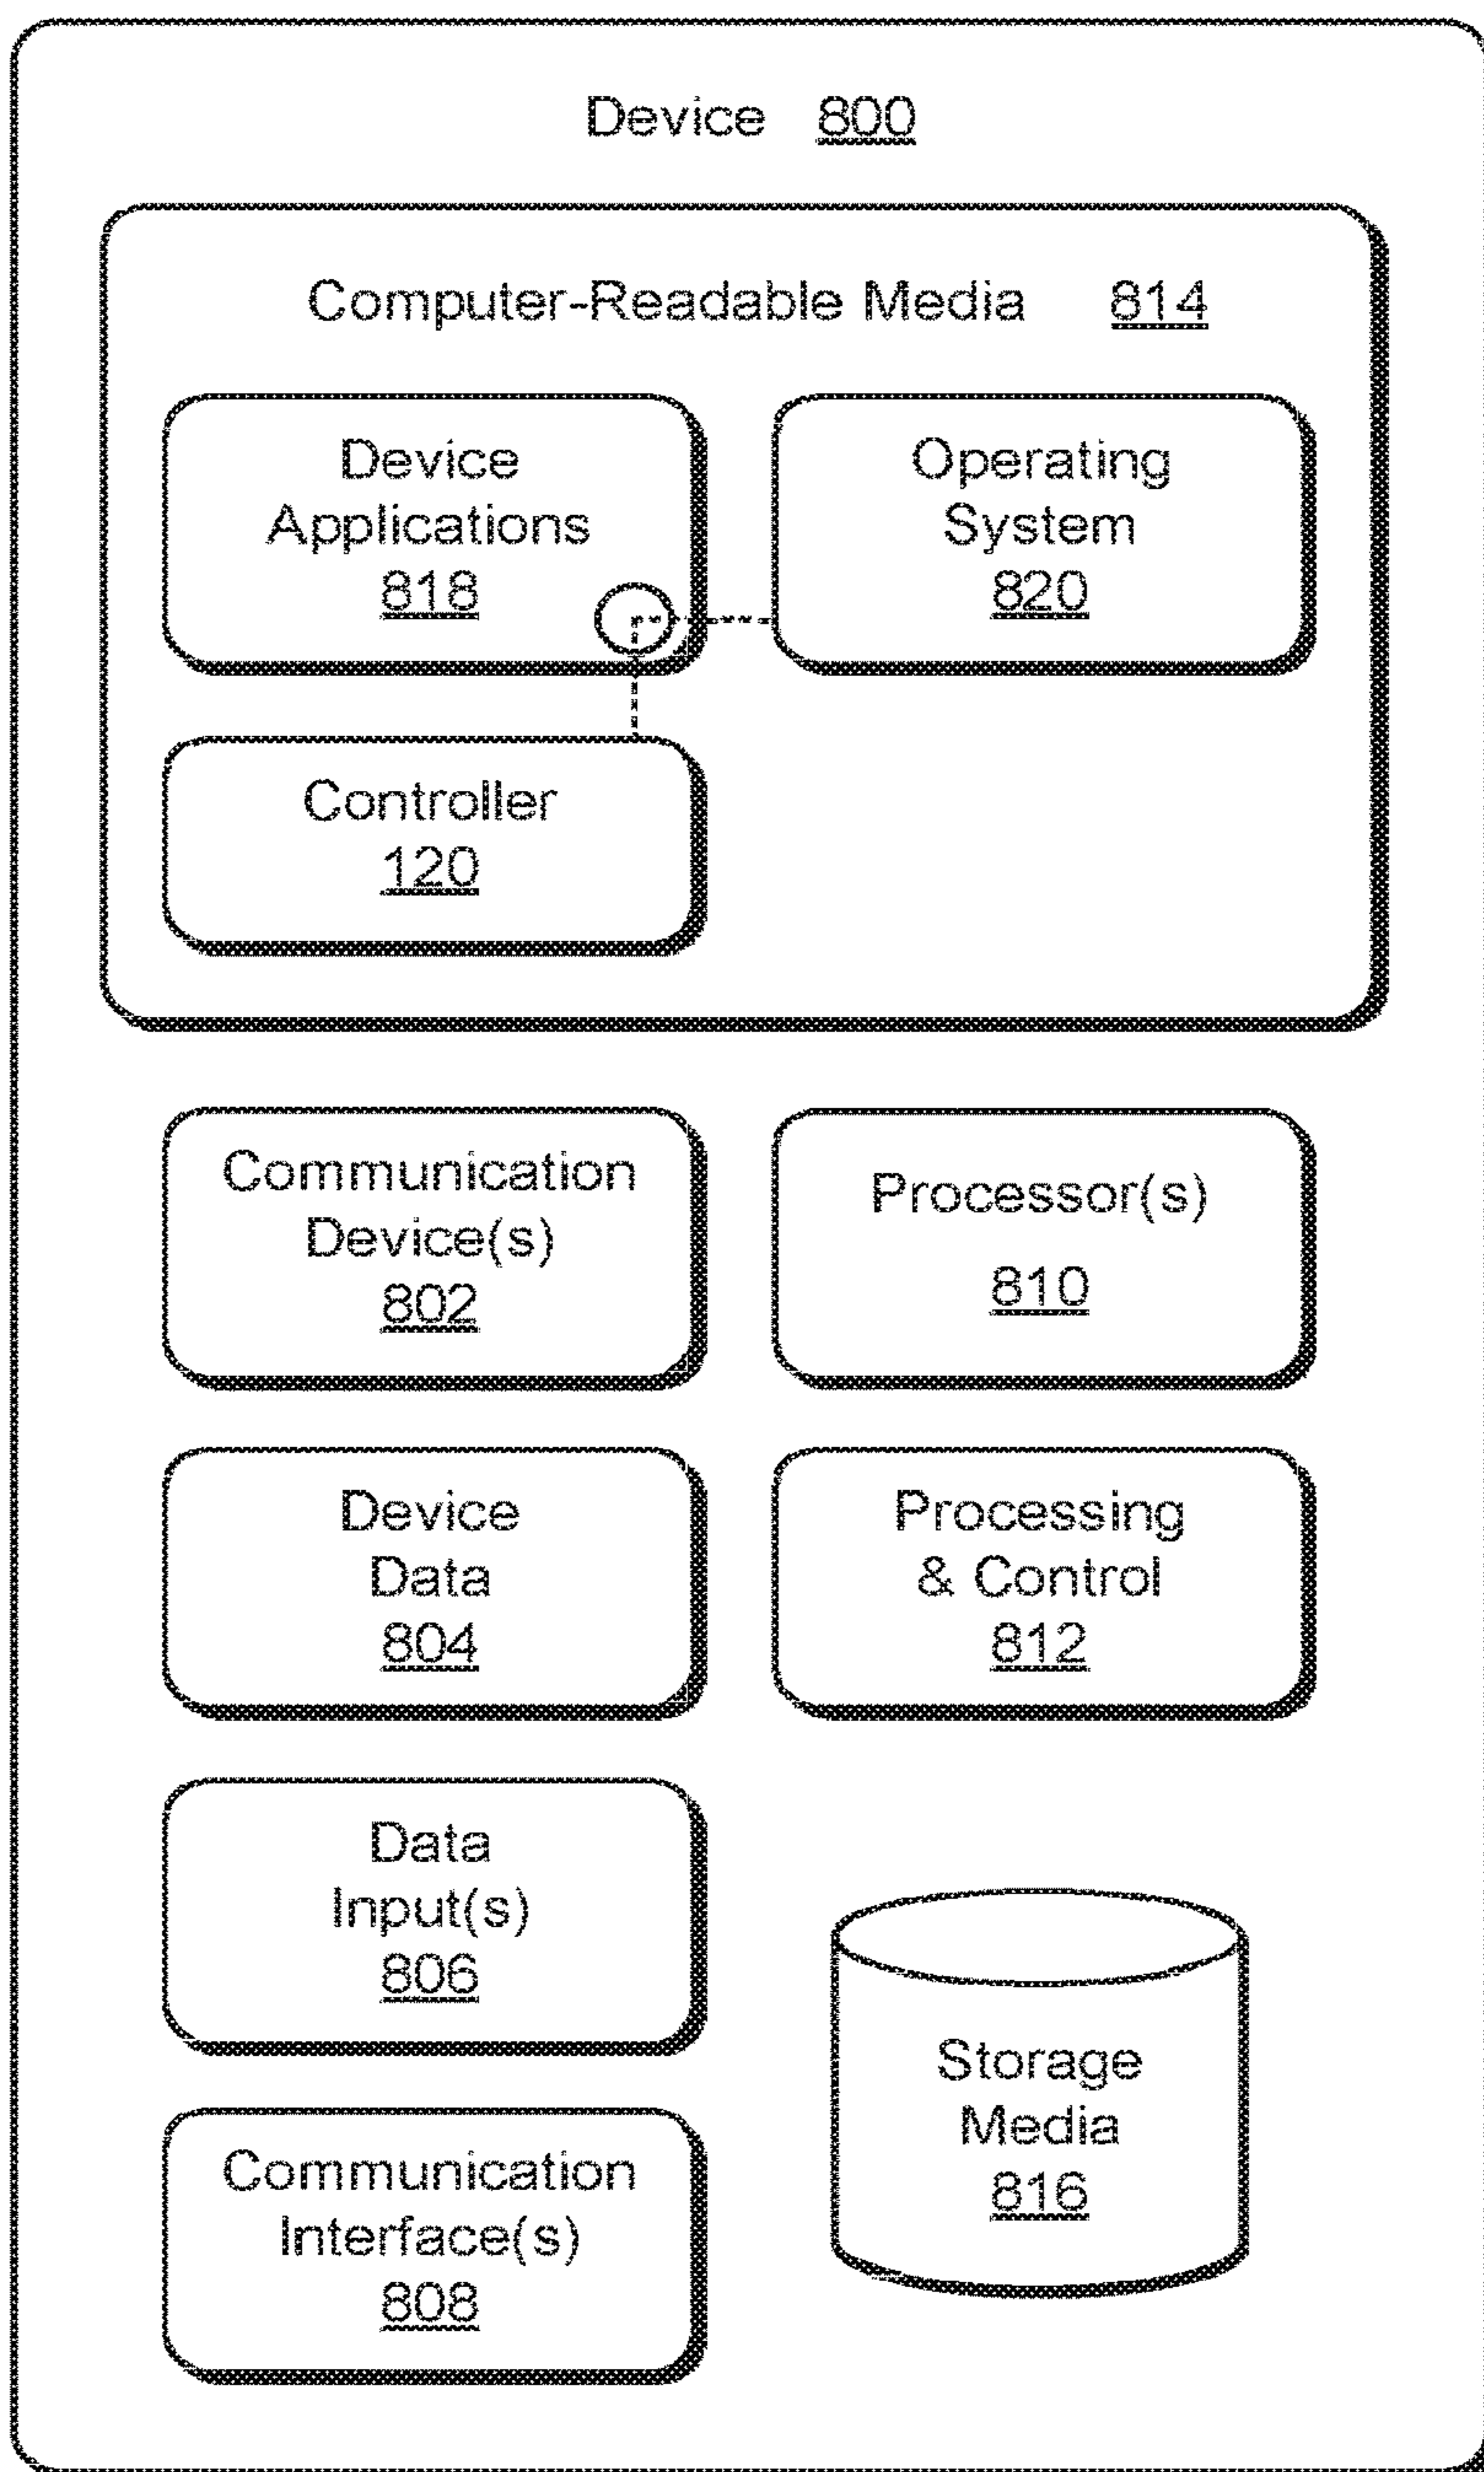 Device 800
Computer-Readable Media 814
Device
Applications
818
Operating
System
820
Controller
120
Communication
Device(s)
802
Processor(s)
810
Device
Data
804
Processing
& Control
812
Data
Input(s)
806
Storage
Media
816
Communication
Interface(s)
808